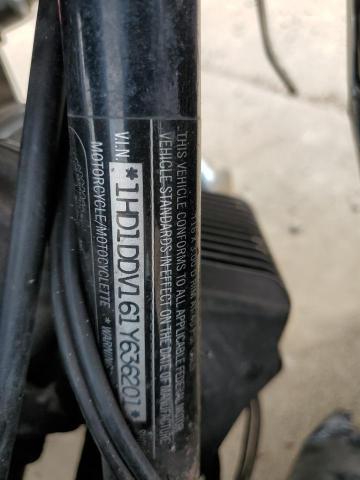 THIS VEHICLE CONFORMS TO ALL APPLICABLE FEDERAL MOTOR
VEHICLE STANDARDS IN EFFECT ON THE DATE OF MANUFACTURE
V.I.N. *1HD1DDV161Y636201*
MOTORCYCLE/MOTOCYCLETTE * WARNING: